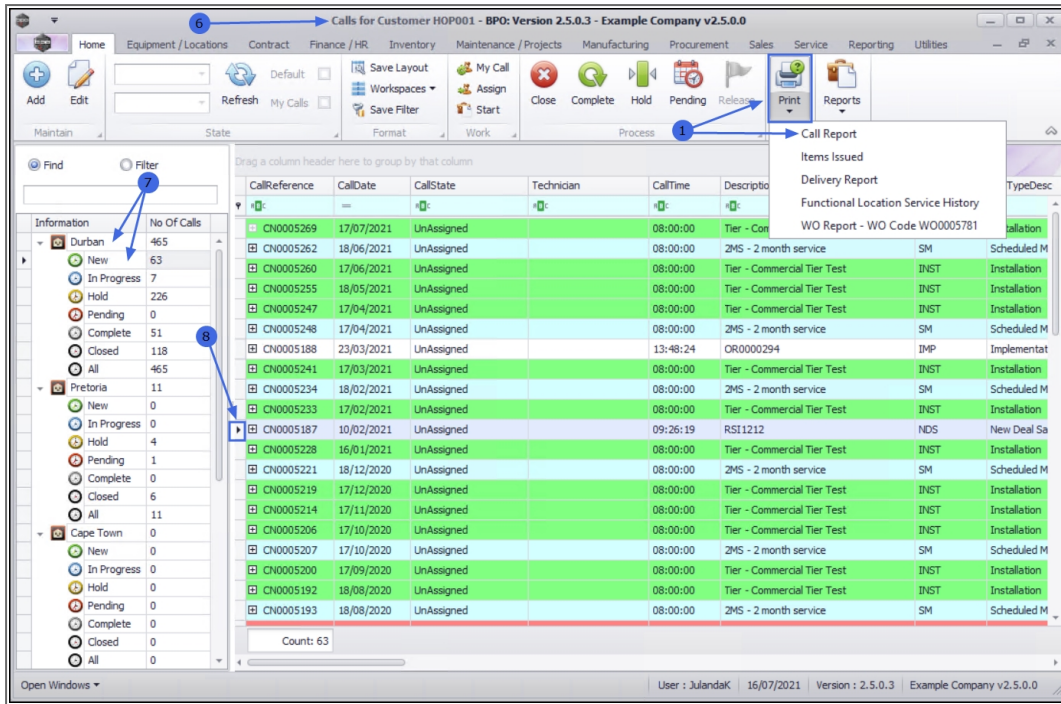 6
Calls for Customer HOP001 - BPO: Version 2.5.0.3 - Example Company v2.5.0.0
Home Equipment / Locations Contract Finance / HR Inventory Maintenance / Projects Manufacturing Procurement Sales Service Reporting Utilities
Add Edit Refresh Default My Calls
Save Layout
Workspaces
Save Filter
My Call
Assign
Start
Close Complete Hold Pending Release Print Reports
Maintain State Format Work Process
1
Call Report
Items Issued
Delivery Report
Functional Location Service History
WO Report - WO Code WO0005781
Find Filter
7
8
Drag a column header here to group by that column
Information No Of Calls
Durban 465
New 63
In Progress 7
Hold 226
Pending 0
Complete 51
Closed 118
All 465
Pretoria 11
New 0
In Progress 0
Hold 4
Pending 1
Complete 0
Closed 6
All 11
Cape Town 0
New 0
In Progress 0
Hold 0
Pending 0
Complete 0
Closed 0
All 0
CallReference CallDate CallState Technician CallTime Descriptio TypeDesc
CN0005269 17/07/2021 UnAssigned 08:00:00 Tier - Com tallation
CN0005262 18/06/2021 UnAssigned 08:00:00 2MS - 2 month service SM Scheduled M
CN0005260 17/06/2021 UnAssigned 08:00:00 Tier - Commercial Tier Test INST Installation
CN0005255 18/05/2021 UnAssigned 08:00:00 Tier - Commercial Tier Test INST Installation
CN0005247 17/04/2021 UnAssigned 08:00:00 Tier - Commercial Tier Test INST Installation
CN0005248 17/04/2021 UnAssigned 08:00:00 2MS - 2 month service SM Scheduled M
CN0005188 23/03/2021 UnAssigned 13:48:24 OR0000294 IMP Implementat
CN0005241 17/03/2021 UnAssigned 08:00:00 Tier - Commercial Tier Test INST Installation
CN0005234 18/02/2021 UnAssigned 08:00:00 2MS - 2 month service SM Scheduled M
CN0005233 17/02/2021 UnAssigned 08:00:00 Tier - Commercial Tier Test INST Installation
CN0005187 10/02/2021 UnAssigned 09:26:19 RSI1212 NDS New Deal Sa
CN0005228 16/01/2021 UnAssigned 08:00:00 Tier - Commercial Tier Test INST Installation
CN0005221 18/12/2020 UnAssigned 08:00:00 2MS - 2 month service SM Scheduled M
CN0005219 17/12/2020 UnAssigned 08:00:00 Tier - Commercial Tier Test INST Installation
CN0005214 17/11/2020 UnAssigned 08:00:00 Tier - Commercial Tier Test INST Installation
CN0005206 17/10/2020 UnAssigned 08:00:00 Tier - Commercial Tier Test INST Installation
CN0005207 17/10/2020 UnAssigned 08:00:00 2MS - 2 month service SM Scheduled M
CN0005200 17/09/2020 UnAssigned 08:00:00 Tier - Commercial Tier Test INST Installation
CN0005192 18/08/2020 UnAssigned 08:00:00 Tier - Commercial Tier Test INST Installation
CN0005193 18/08/2020 UnAssigned 08:00:00 2MS - 2 month service SM Scheduled M
Count: 63
Open Windows User : JulandaK 16/07/2021 Version : 2.5.0.3 Example Company v2.5.0.0